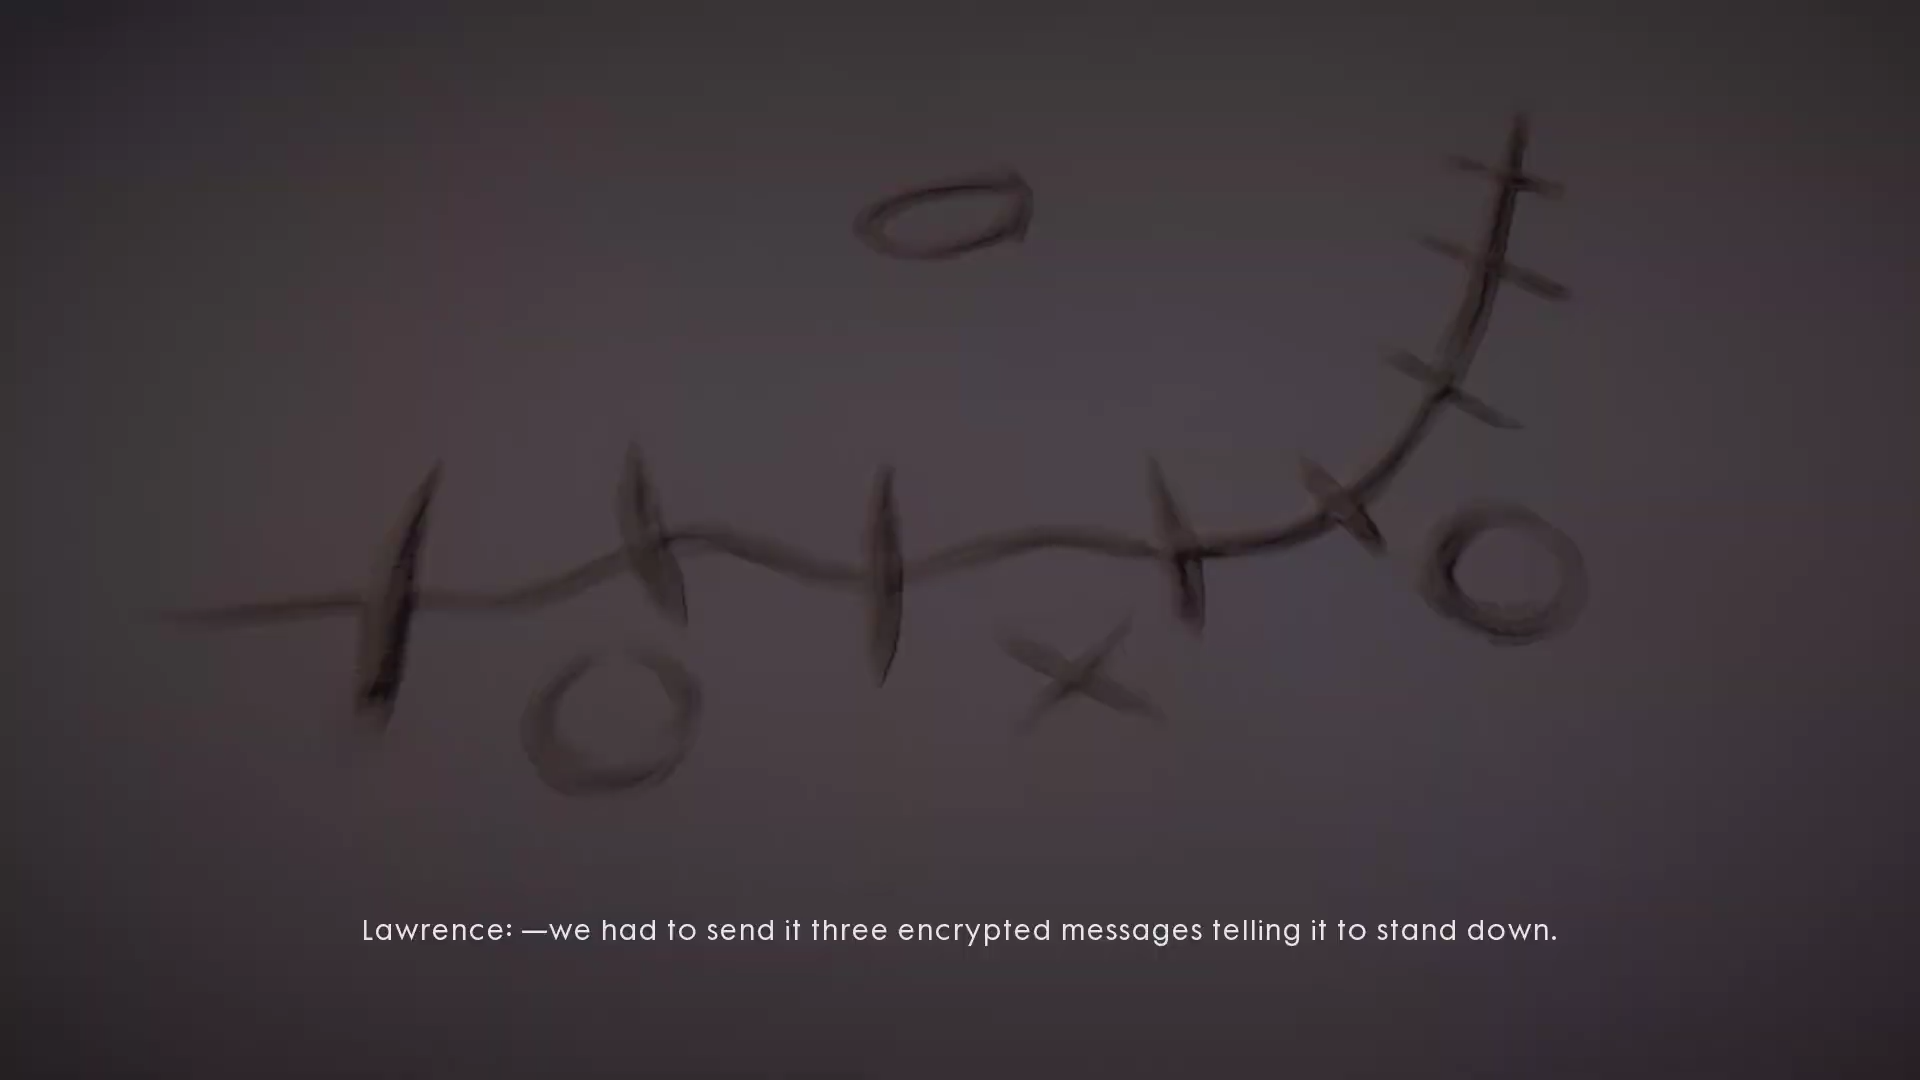 Lawrence: —we had to send it three encrypted messages telling it to stand down.